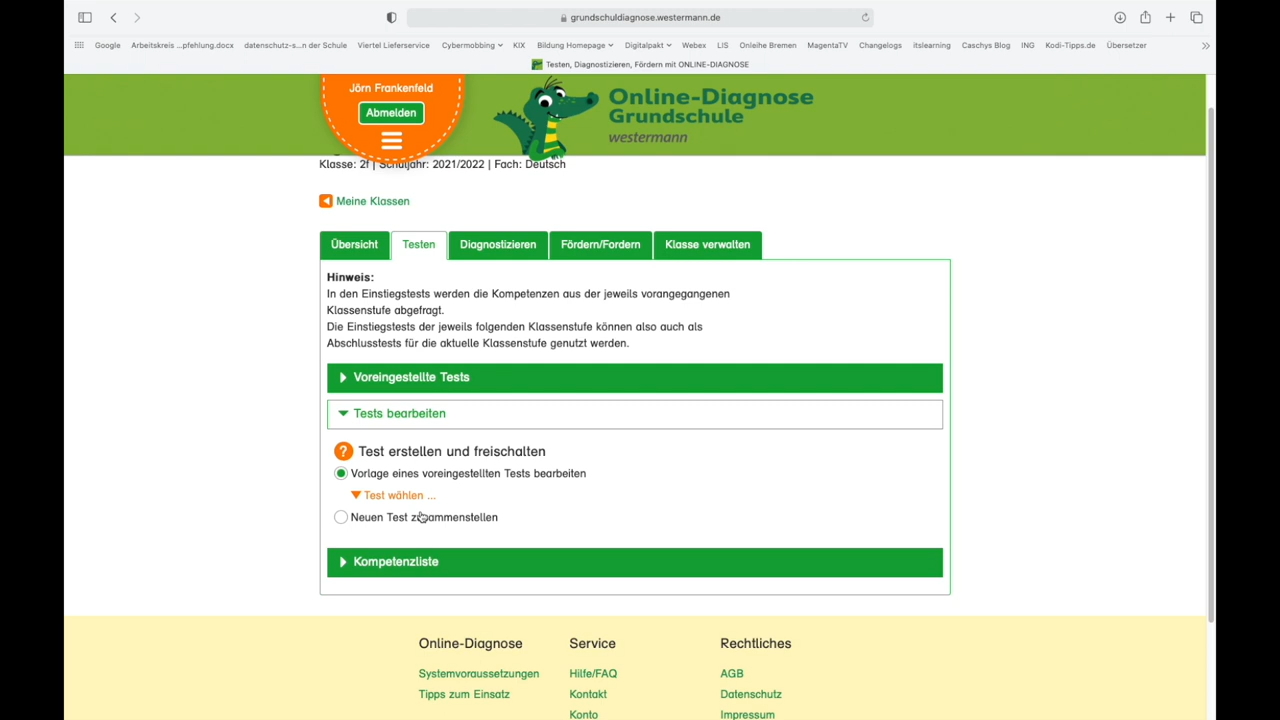 grundschuldiagnose.westermann.de
Google Arbeitskreis ...pfehlung.docx datenschutz-s...n der Schule Viertel Lieferservice Cybermobbing KIX Bildung Homepage Digitalpakt Webex LIS Onleihe Bremen MagentaTV Changelogs itslearning Caschys Blog ING Kodi-Tipps.de Übersetzer
Testen, Diagnostizieren, Fördern mit ONLINE-DIAGNOSE
Jörn Frankenfeld
Abmelden
Online-Diagnose
Grundschule
westermann
Klasse: 2f | Schuljahr: 2021/2022 | Fach: Deutsch
Meine Klassen
Übersicht Testen Diagnostizieren Fördern/Fordern Klasse verwalten
Hinweis:
In den Einstiegstests werden die Kompetenzen aus der jeweils vorangegangenen
Klassenstufe abgefragt.
Die Einstiegstests der jeweils folgenden Klassenstufe können also auch als
Abschlusstests für die aktuelle Klassenstufe genutzt werden.
Voreingestellte Tests
Tests bearbeiten
? Test erstellen und freischalten
Vorlage eines voreingestellten Tests bearbeiten
Test wählen ...
Neuen Test zusammenstellen
Kompetenzliste
Online-Diagnose Service Rechtliches
Systemvoraussetzungen Hilfe/FAQ AGB
Tipps zum Einsatz Kontakt Datenschutz
Konto Impressum